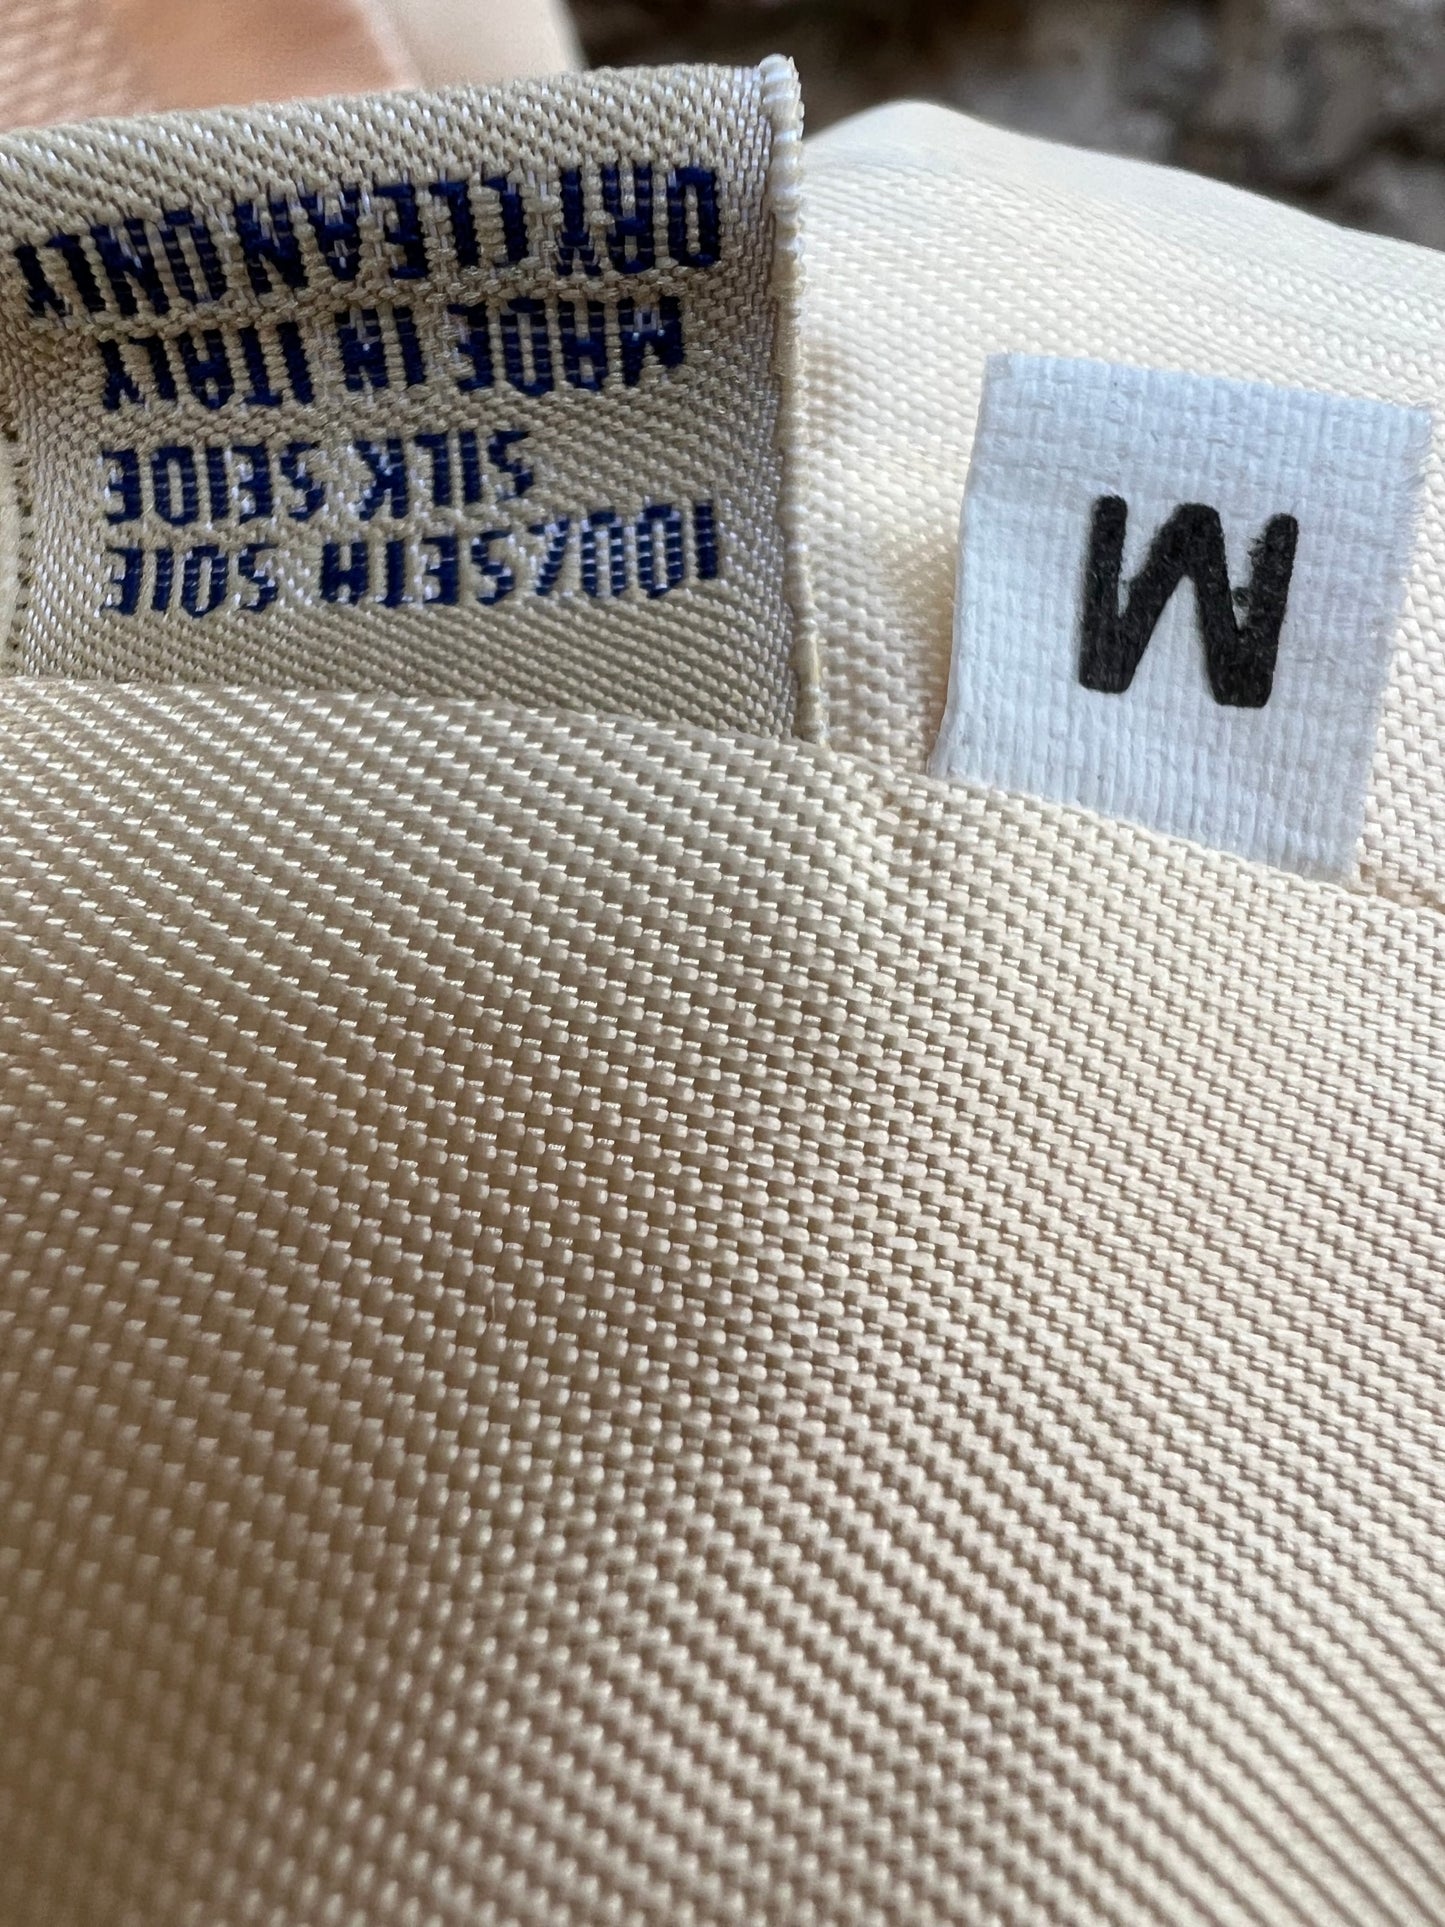 100%SETA SOIE
SILK SEIDE
MADE IN ITALY
DRY CLEAN ONLY
M